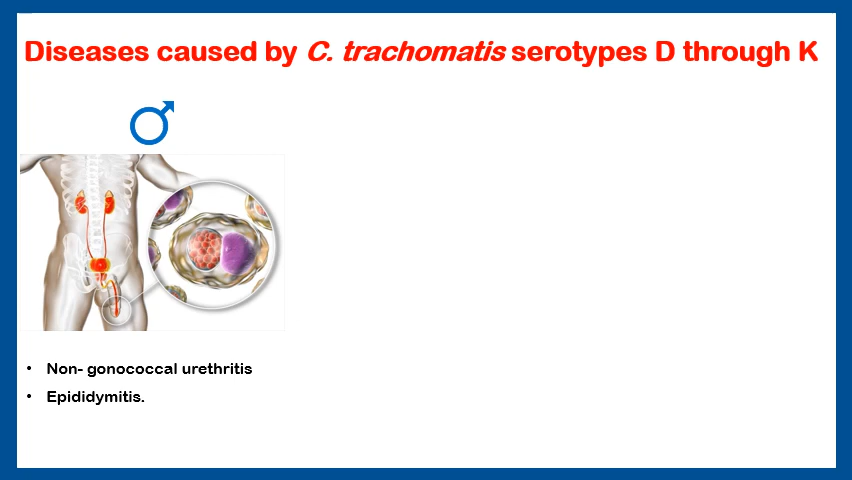 Diseases caused by C. trachomatis serotypes D through K
• Non- gonococcal urethritis
• Epididymitis.